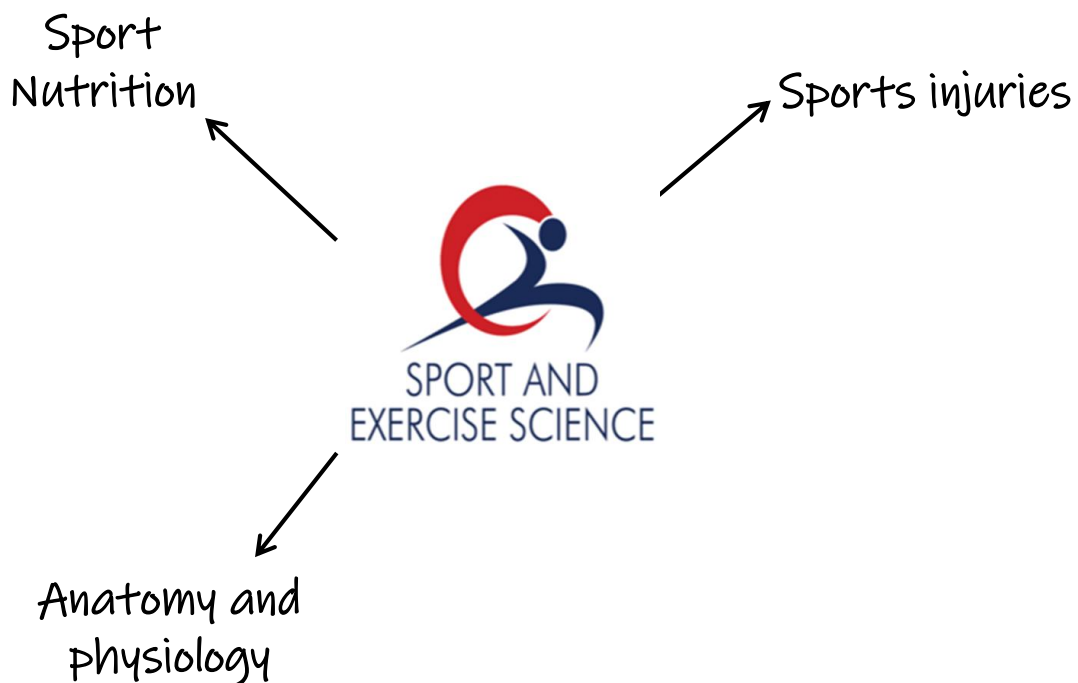 Sport
Nutrition
Sports injuries
SPORT AND
EXERCISE SCIENCE
Anatomy and
physiology